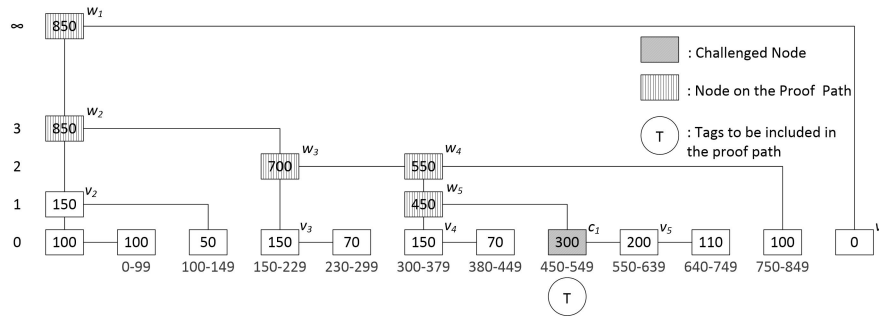 ∞ 850 w1
: Challenged Node
: Node on the Proof Path
3 850 w2
T : Tags to be included in
the proof path
2 700 w3 550 w4
1 150 v2 450 w5
0 100 100 50 150 v3 70 150 v4 70 300 c1 200 v5 110 100 0
0-99 100-149 150-229 230-299 300-379 380-449 450-549 550-639 640-749 750-849
T